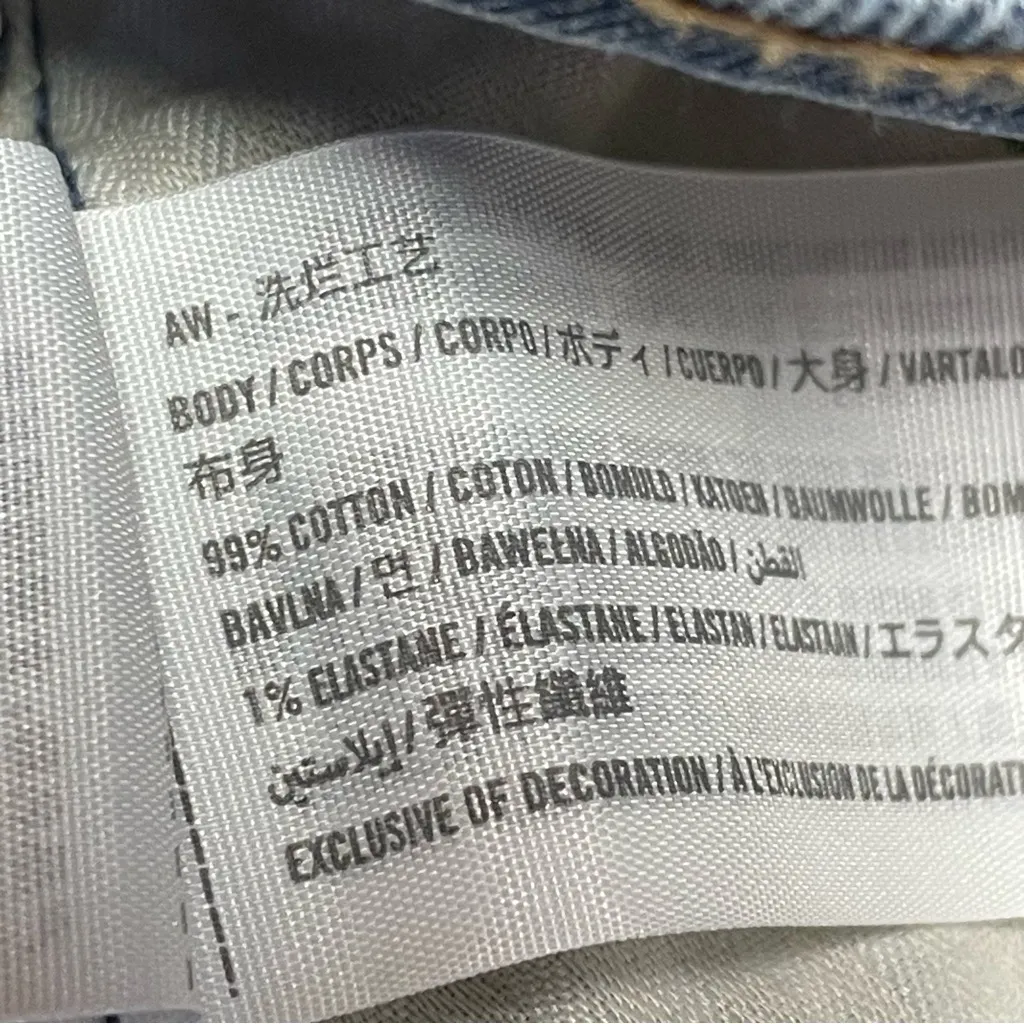 AW - 洗烂工艺
BODY / CORPS / CORPO / ボディ / CUERPO / 大身 / VARTALO
布身
99% COTTON / COTON / BOMULD / KATOEN / BAUMWOLLE / BOM
BAVLNA / 면 / BAWEŁNA / ALGODÃO / القطن
1% ELASTANE / ÉLASTANE / ELASTAN / ELASTAAN / エラスタ
إيلاستين / 彈性纖維
EXCLUSIVE OF DECORATION / À L'EXCLUSION DE LA DÉCORATI